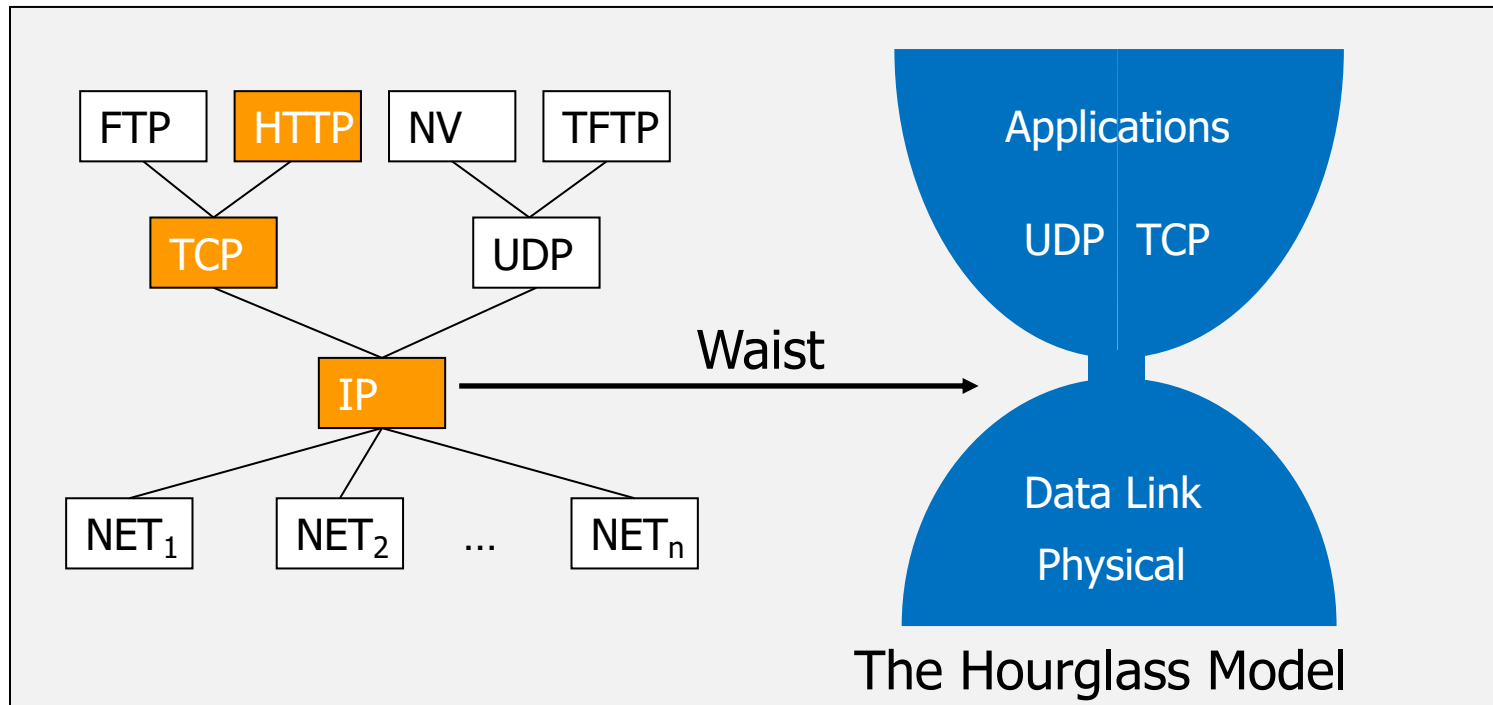 FTP HTTP NV TFTP
Applications
TCP UDP
UDP TCP
Waist
IP
NET₁ NET₂ ... NETₙ
Data Link
Physical
The Hourglass Model